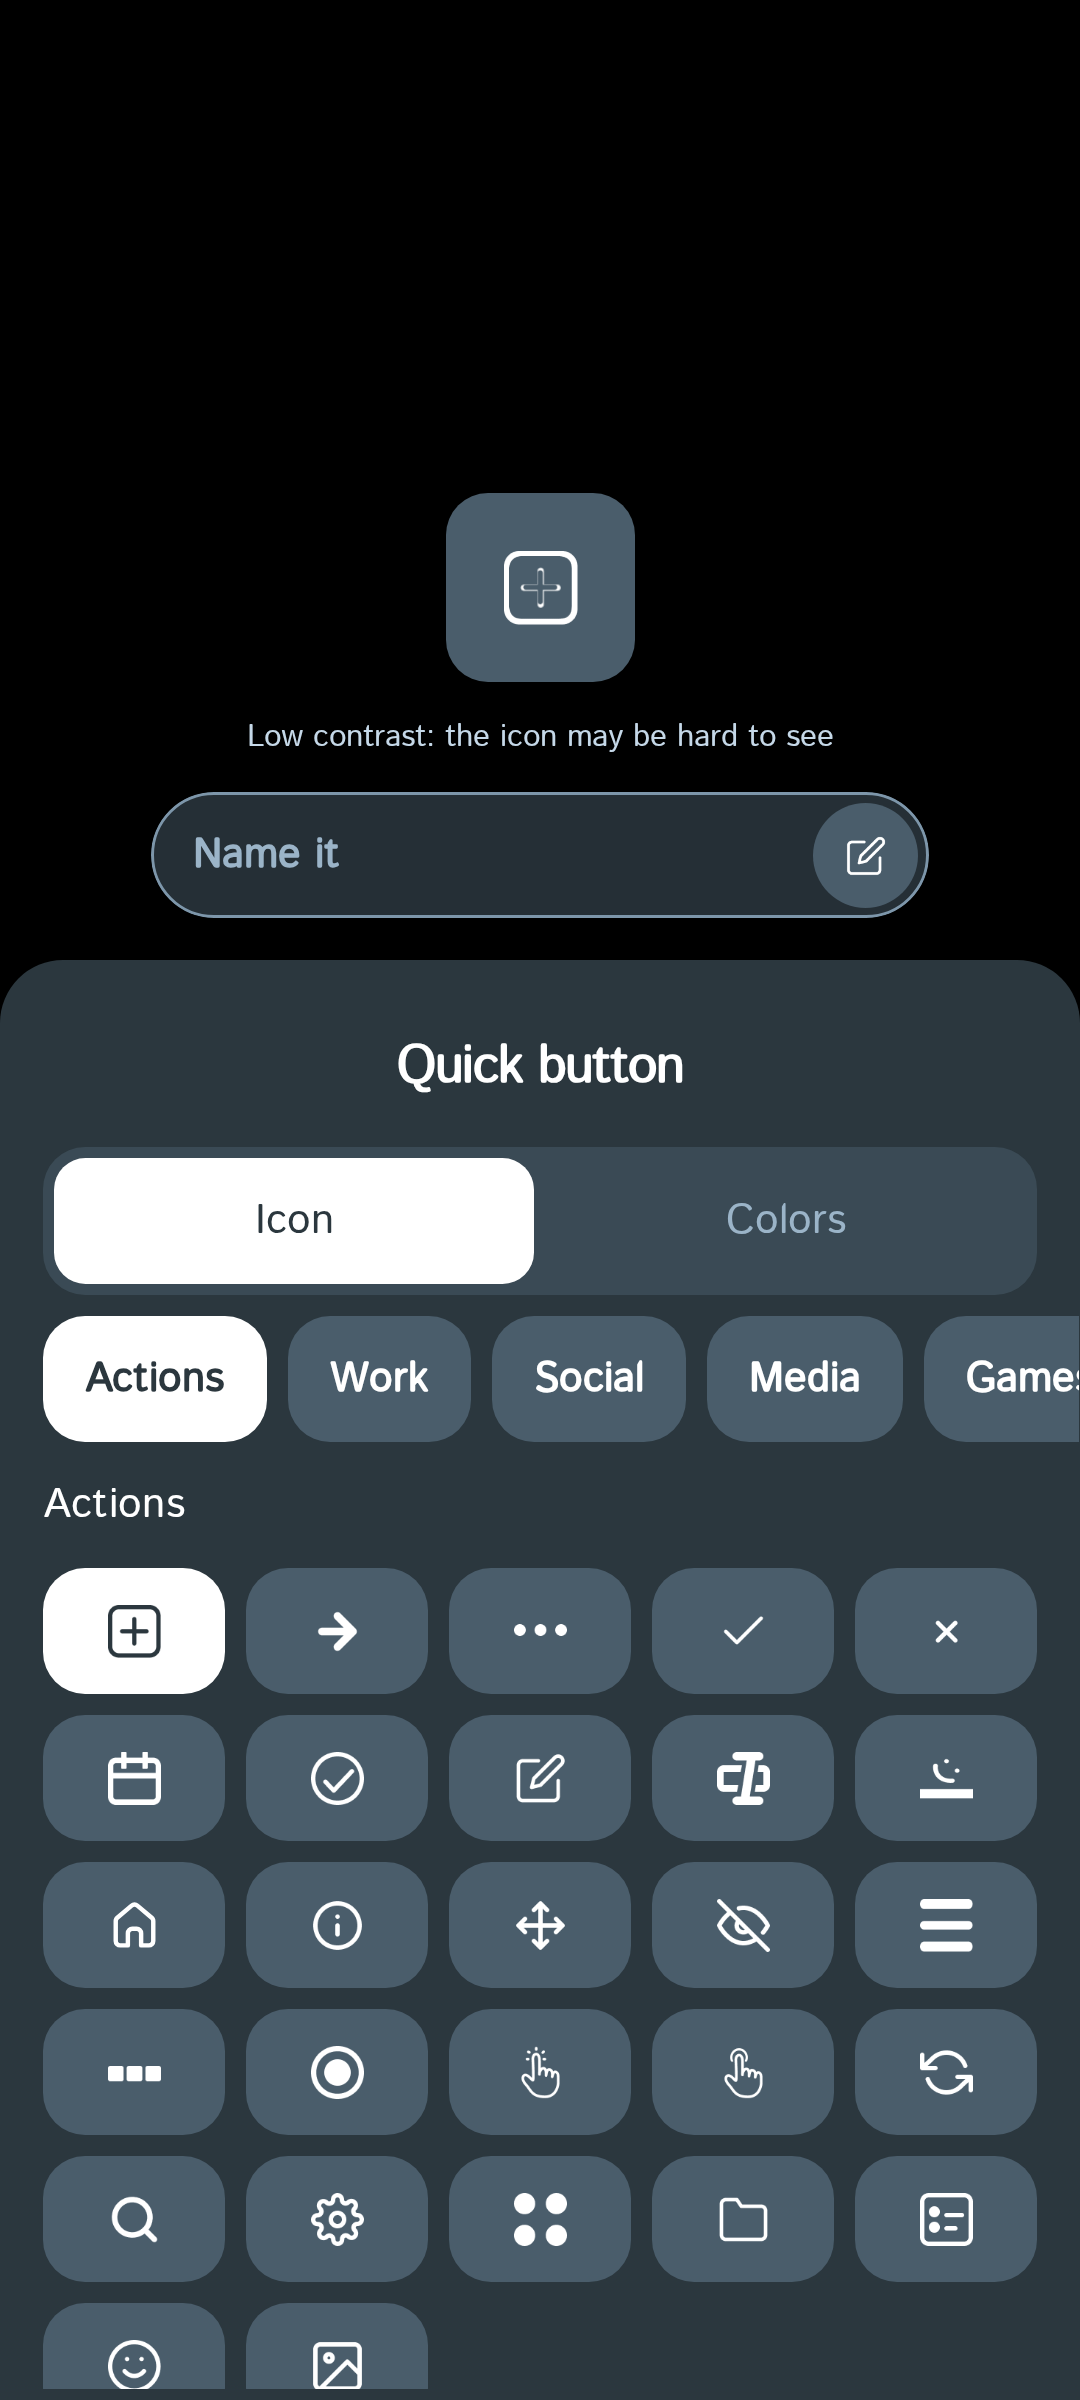 Low contrast: the icon may be hard to see
Name it
Quick button
Icon Colors
Actions Work Social Media Games
Actions